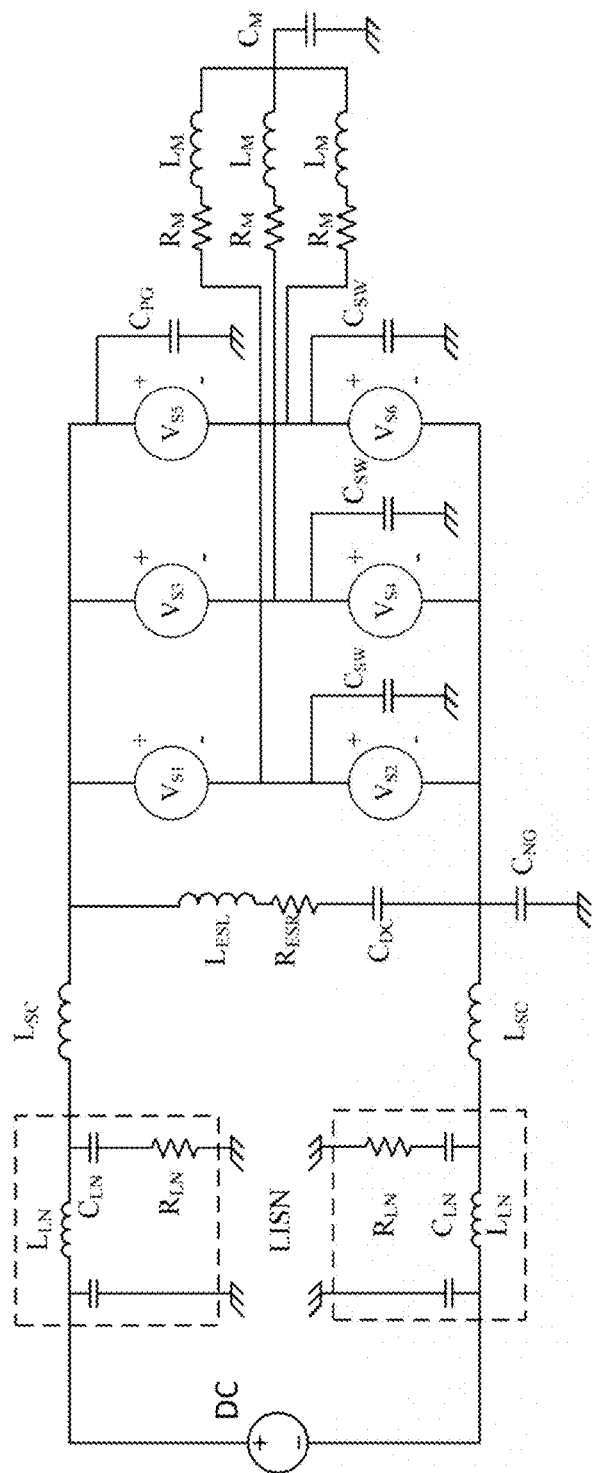 DC
+
-
LISN
L_LN
C_LN
R_LN
R_LN
C_LN
L_LN
L_SC
L_SC
L_ESL
R_ESR
C_DC
C_NG
V_S1
+
-
V_S2
+
-
C_SW
V_S3
+
-
V_S4
+
-
C_SW
V_S5
+
-
V_S6
+
-
C_SW
C_PG
R_M
L_M
R_M
L_M
R_M
L_M
C_M